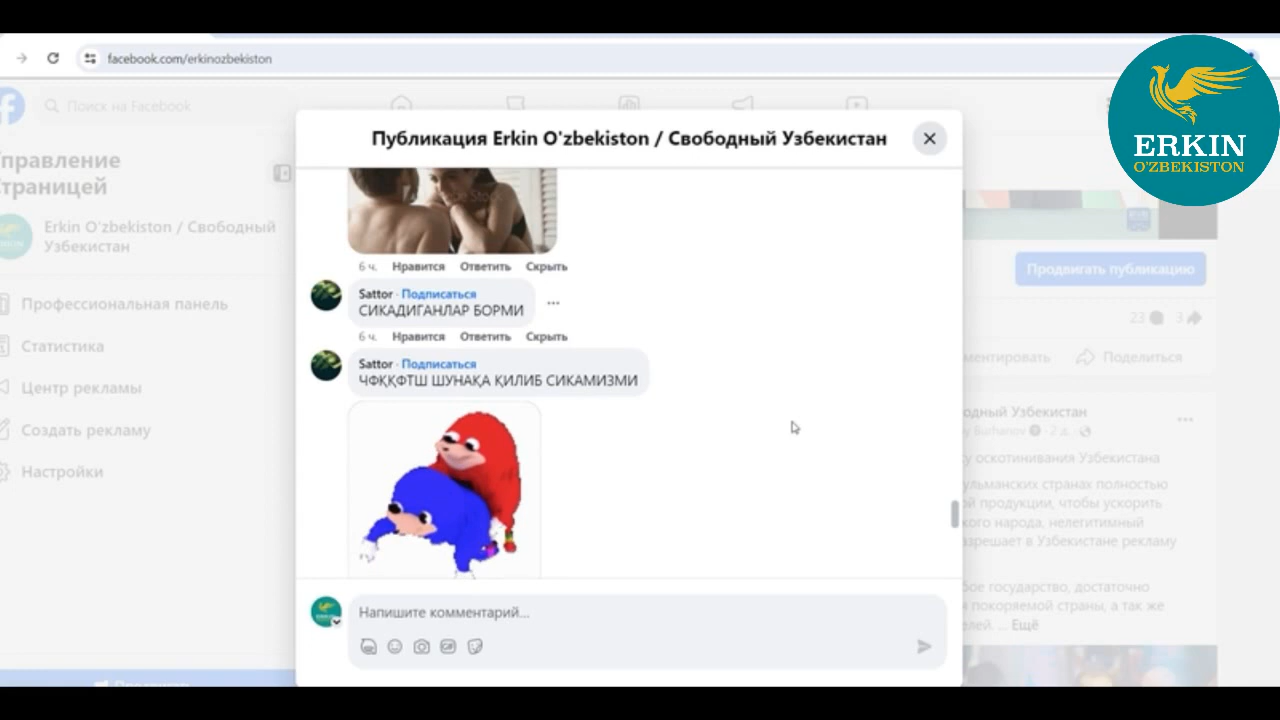 facebook.com/erkinozbekiston
ERKIN
O'ZBEKISTON
Поиск на Facebook
Публикация Erkin O'zbekiston / Свободный Узбекистан
правление
траницей
Erkin O'zbekiston / Свободный
Узбекистан
Профессиональная панель
Статистика
Центр рекламы
Создать рекламу
Настройки
6 ч. Нравится Ответить Скрыть
Sattor · Подписаться
СИКАДИГАНЛАР БОРМИ
6 ч. Нравится Ответить Скрыть
Sattor · Подписаться
ЧФҚҚФТШ ШУНАҚА ҚИЛИБ СИКАМИЗМИ
Напишите комментарий...
GIF
Продвигать публикацию
23 3
ментировать Поделиться
одный Узбекистан
y Burhanov
у оскотинивания Узбекистана
ульманских странах полностью
ой продукции, чтобы ускорить
кого народа, нелегитимный
азрешает в Узбекистане рекламу
бое государство, достаточно
я покоряемой страны, а так же
елей. ... Ещё